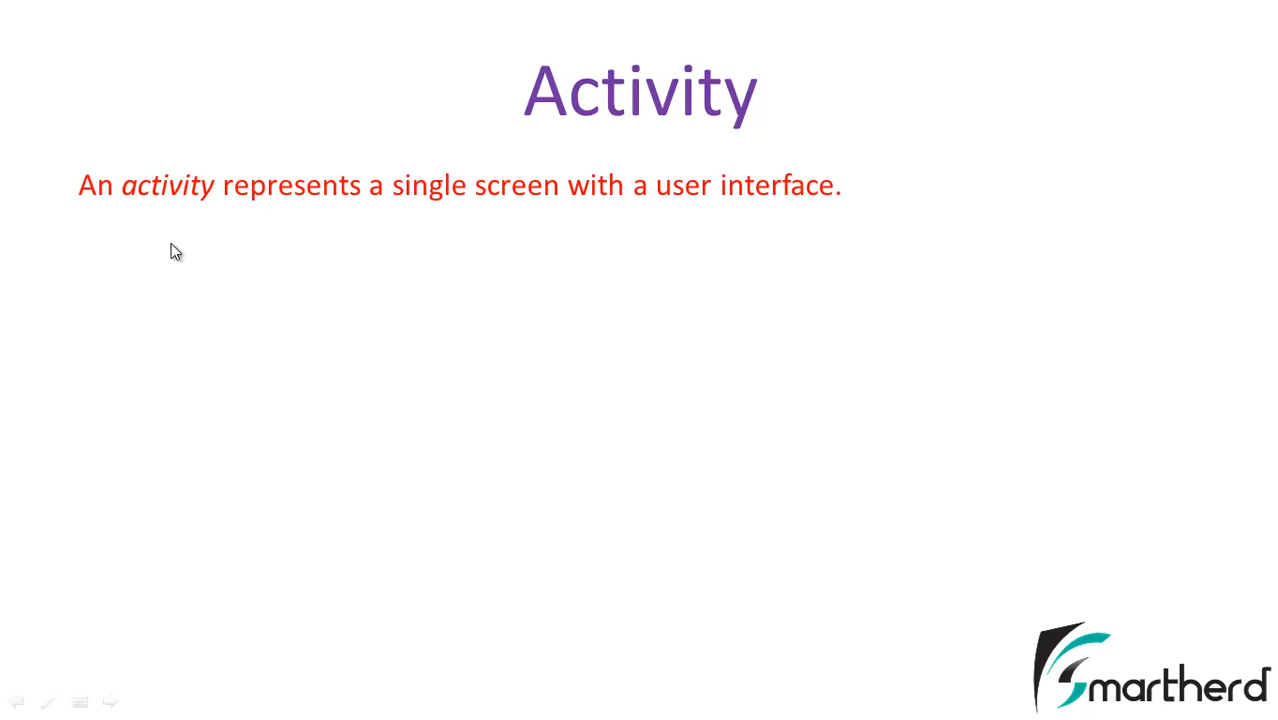 Activity
An activity represents a single screen with a user interface.
Smartherd